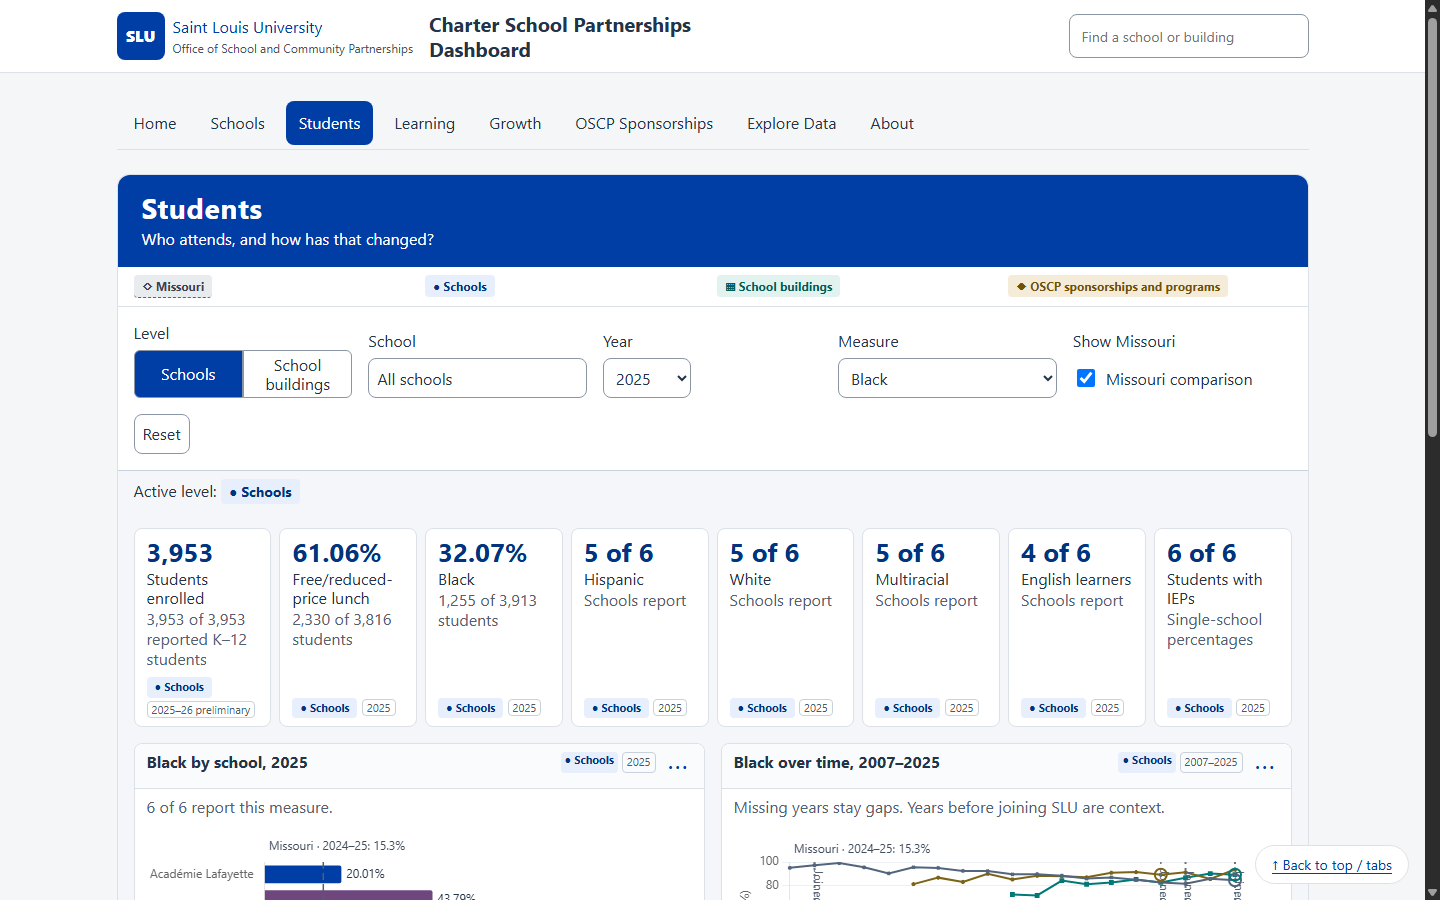 SLU
Saint Louis University
Office of School and Community Partnerships
Charter School Partnerships
Dashboard
Find a school or building
Home
Schools
Students
Learning
Growth
OSCP Sponsorships
Explore Data
About
Students
Who attends, and how has that changed?
Missouri
Schools
School buildings
OSCP sponsorships and programs
Level
Schools
School
buildings
School
All schools
Year
2025
Measure
Black
Show Missouri
Missouri comparison
Reset
Active level:
Schools
3,953
Students
enrolled
3,953 of 3,953
reported K–12
students
Schools
2025–26 preliminary
61.06%
Free/reduced-
price lunch
2,330 of 3,816
students
Schools
2025
32.07%
Black
1,255 of 3,913
students
Schools
2025
5 of 6
Hispanic
Schools report
Schools
2025
5 of 6
White
Schools report
Schools
2025
5 of 6
Multiracial
Schools report
Schools
2025
4 of 6
English learners
Schools report
Schools
2025
6 of 6
Students with
IEPs
Single-school
percentages
Schools
2025
Black by school, 2025
Schools
2025
...
6 of 6 report this measure.
Missouri · 2024–25: 15.3%
Académie Lafayette
20.01%
43.79%
Black over time, 2007–2025
Schools
2007–2025
...
Missing years stay gaps. Years before joining SLU are context.
Missouri · 2024–25: 15.3%
100
80
↑ Back to top / tabs